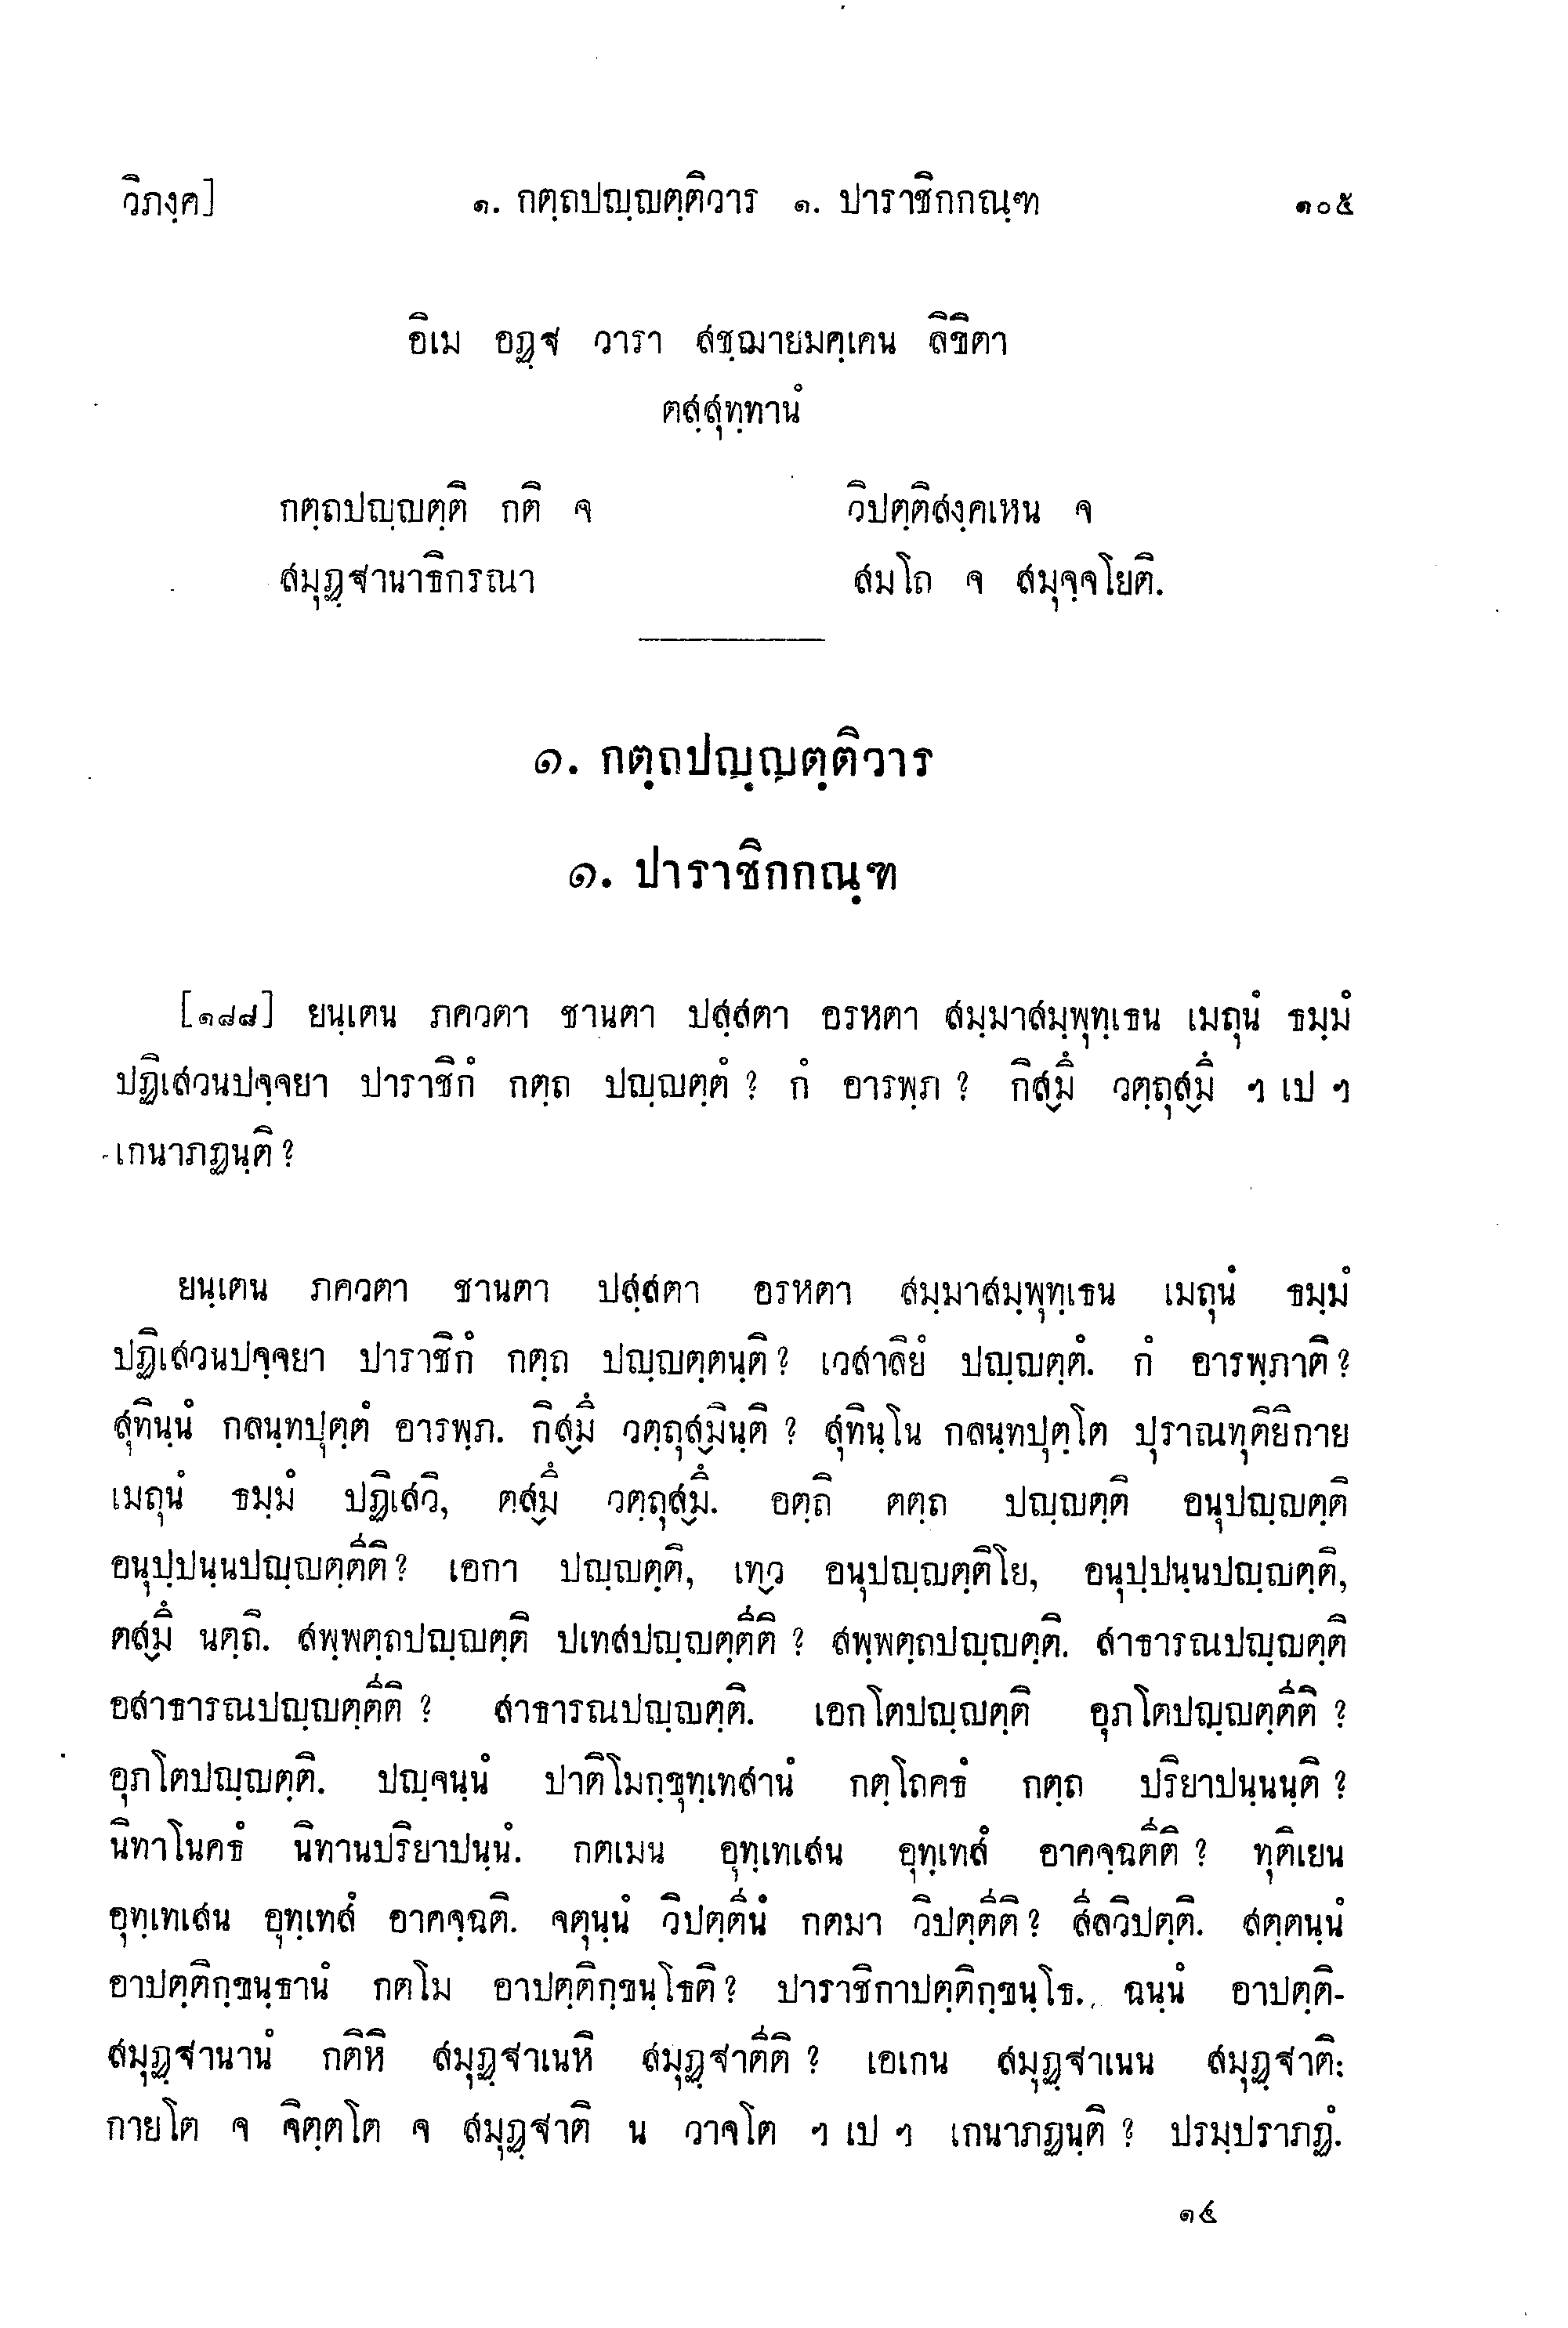 วิภงฺค] ๑. กตฺถปญฺญตฺติวาร ๑. ปาราชิกกณฺฑ ๑๐๕
อิเม อฏฺฐ วารา สชฺฌายมคฺเคน ลิขิตา
ตสฺสุทฺทานํ
กตฺถปญฺญตฺติ กติ จ วิปตฺติสงฺคเหน จ
สมุฏฺฐานาธิกรณา สมโถ จ สมุจฺจโยติ.
๑. กตฺถปญฺญตฺติวาร
๑. ปาราชิกกณฺฑ
[๑๘๘] ยนฺเตน ภควตา ชานตา ปสฺสตา อรหตา สมฺมาสมฺพุทฺเธน เมถุนํ ธมฺมํ
ปฏิเสวนปจฺจยา ปาราชิกํ กตฺถ ปญฺญตฺตํ ? กํ อารพฺภ ? กิสฺมึ วตฺถุสฺมึ ฯ เป ฯ
เกนาภฏนฺติ ?
ยนฺเตน ภควตา ชานตา ปสฺสตา อรหตา สมฺมาสมฺพุทฺเธน เมถุนํ ธมฺมํ
ปฏิเสวนปจฺจยา ปาราชิกํ กตฺถ ปญฺญตฺตนฺติ ? เวสาลิยํ ปญฺญตฺตํ. กํ อารพฺภาติ ?
สุทินฺนํ กลนฺทปุตฺตํ อารพฺภ. กิสฺมึ วตฺถุสฺมินฺติ ? สุทินฺโน กลนฺทปุตฺโต ปุราณทุติยิกาย
เมถุนํ ธมฺมํ ปฏิเสวิ, ตสฺมึ วตฺถุสฺมึ. อตฺถิ ตตฺถ ปญฺญตฺติ อนุปญฺญตฺติ
อนุปฺปนฺนปญฺญตฺตีติ ? เอกา ปญฺญตฺติ, เทฺว อนุปญฺญตฺติโย, อนุปฺปนฺนปญฺญตฺติ,
ตสฺมึ นตฺถิ. สพฺพตฺถปญฺญตฺติ ปเทสปญฺญตฺตีติ ? สพฺพตฺถปญฺญตฺติ. สาธารณปญฺญตฺติ
อสาธารณปญฺญตฺตีติ ? สาธารณปญฺญตฺติ. เอกโตปญฺญตฺติ อุภโตปญฺญตฺตีติ ?
อุภโตปญฺญตฺติ. ปญฺจนฺนํ ปาติโมกฺขุทฺเทสานํ กตฺโถคธํ กตฺถ ปริยาปนฺนนฺติ ?
นิทาโนคธํ นิทานปริยาปนฺนํ. กตเมน อุทฺเทเสน อุทฺเทสํ อาคจฺฉตีติ ? ทุติเยน
อุทฺเทเสน อุทฺเทสํ อาคจฺฉติ. จตุนฺนํ วิปตฺตีนํ กตมา วิปตฺตีติ ? สีลวิปตฺติ. สตฺตนฺนํ
อาปตฺติกฺขนฺธานํ กตโม อาปตฺติกฺขนฺโธติ ? ปาราชิกาปตฺติกฺขนฺโธ. ฉนฺนํ อาปตฺติ-
สมุฏฺฐานานํ กติหิ สมุฏฺฐาเนหิ สมุฏฺฐาตีติ ? เอเกน สมุฏฺฐาเนน สมุฏฺฐาติ:
กายโต จ จิตฺตโต จ สมุฏฺฐาติ น วาจโต ฯ เป ฯ เกนาภฏนฺติ ? ปรมฺปราภฏํ.
๑๔